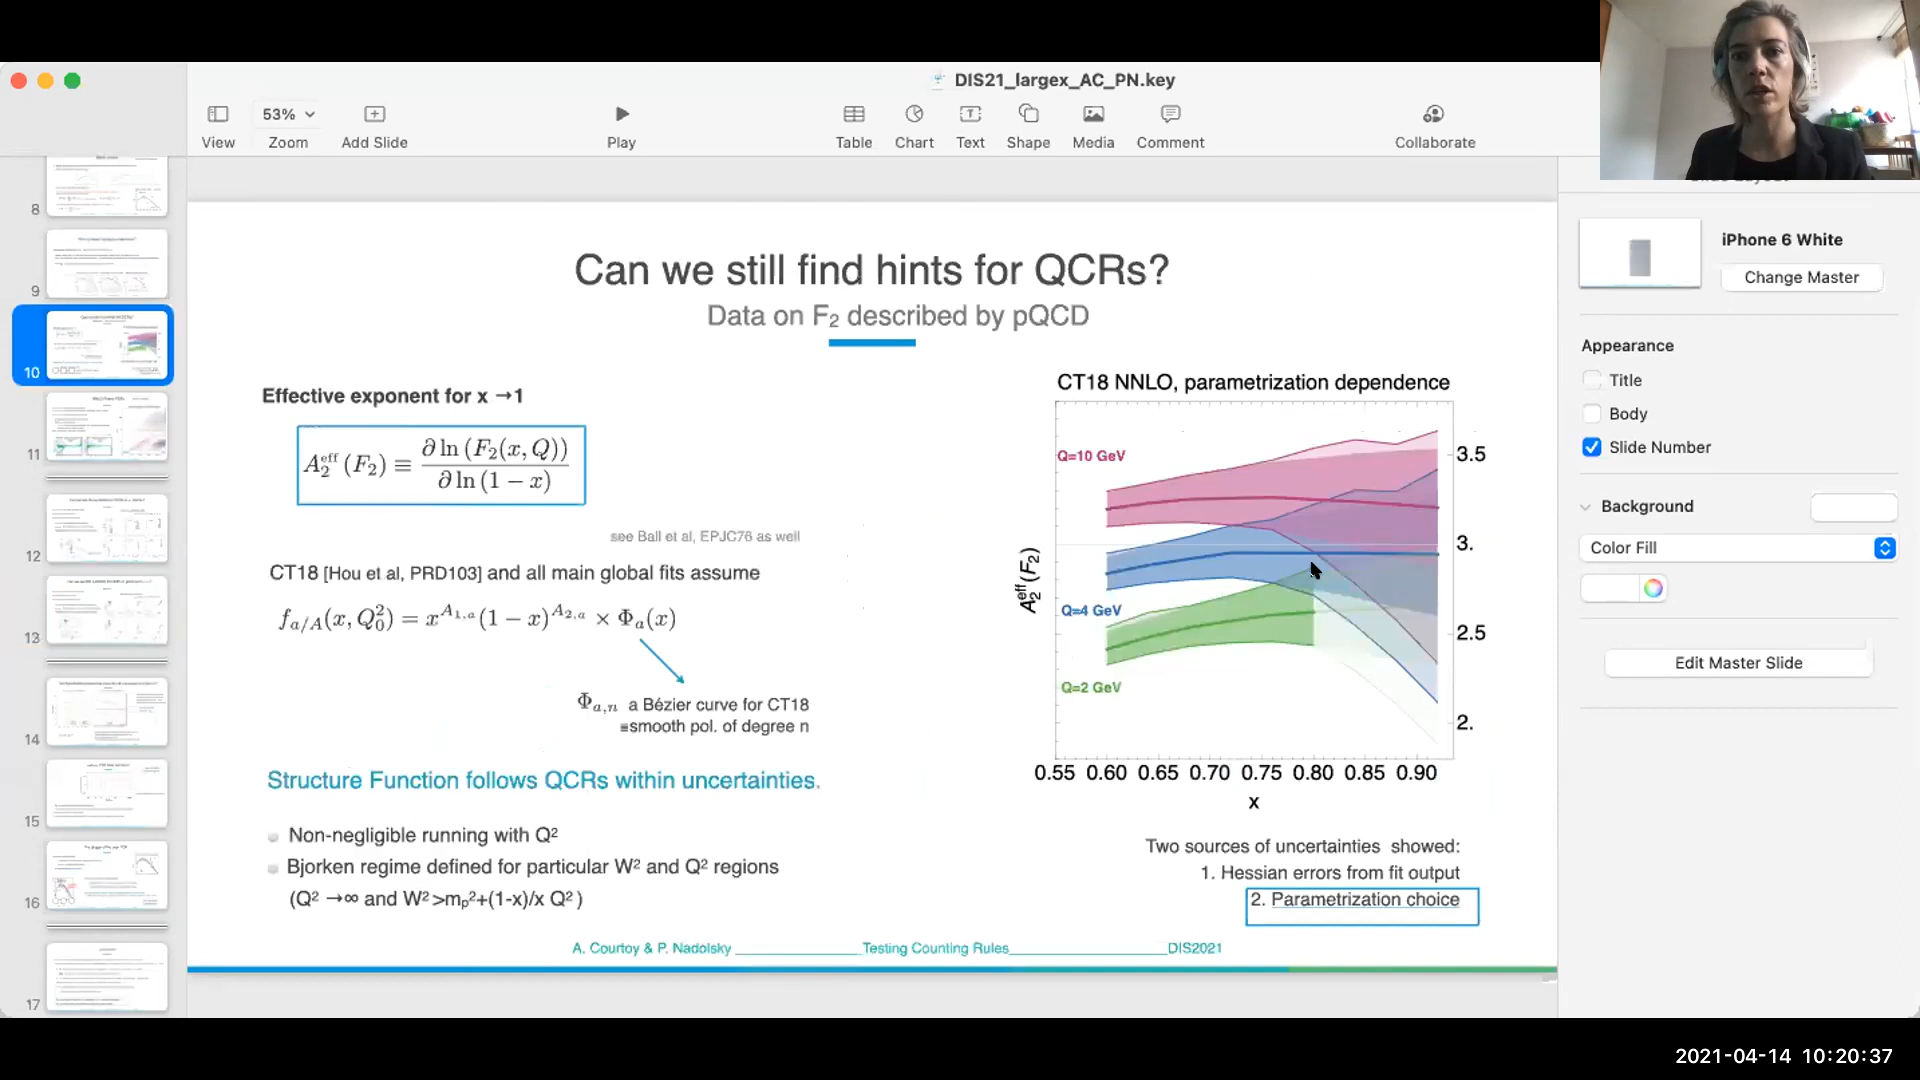 DIS21_largex_AC_PN.key
53%
View
Zoom
Add Slide
Play
Table
Chart
Text
Shape
Media
Comment
Collaborate
8
9
10
11
12
13
14
15
16
17
Can we still find hints for QCRs?
Data on F₂ described by pQCD
Effective exponent for x →1
A₂^eff (F₂) ≡ ∂ ln (F₂(x, Q)) / ∂ ln (1 − x)
see Ball et al, EPJC76 as well
CT18 [Hou et al, PRD103] and all main global fits assume
f_{a/A}(x, Q₀²) = x^{A_{1,a}} (1 − x)^{A_{2,a}} × Φ_a(x)
Φ_{a,n} a Bézier curve for CT18
≡smooth pol. of degree n
Structure Function follows QCRs within uncertainties.
Non-negligible running with Q²
Bjorken regime defined for particular W² and Q² regions
(Q² →∞ and W² >m_p²+(1-x)/x Q² )
CT18 NNLO, parametrization dependence
Q=10 GeV
Q=4 GeV
Q=2 GeV
A₂^eff(F₂)
3.5
3.
2.5
2.
0.55 0.60 0.65 0.70 0.75 0.80 0.85 0.90
x
Two sources of uncertainties showed:
1. Hessian errors from fit output
2. Parametrization choice
A. Courtoy & P. Nadolsky ________________Testing Counting Rules____________________DIS2021
iPhone 6 White
Change Master
Appearance
Title
Body
Slide Number
Background
Color Fill
Edit Master Slide
2021-04-14 10:20:37